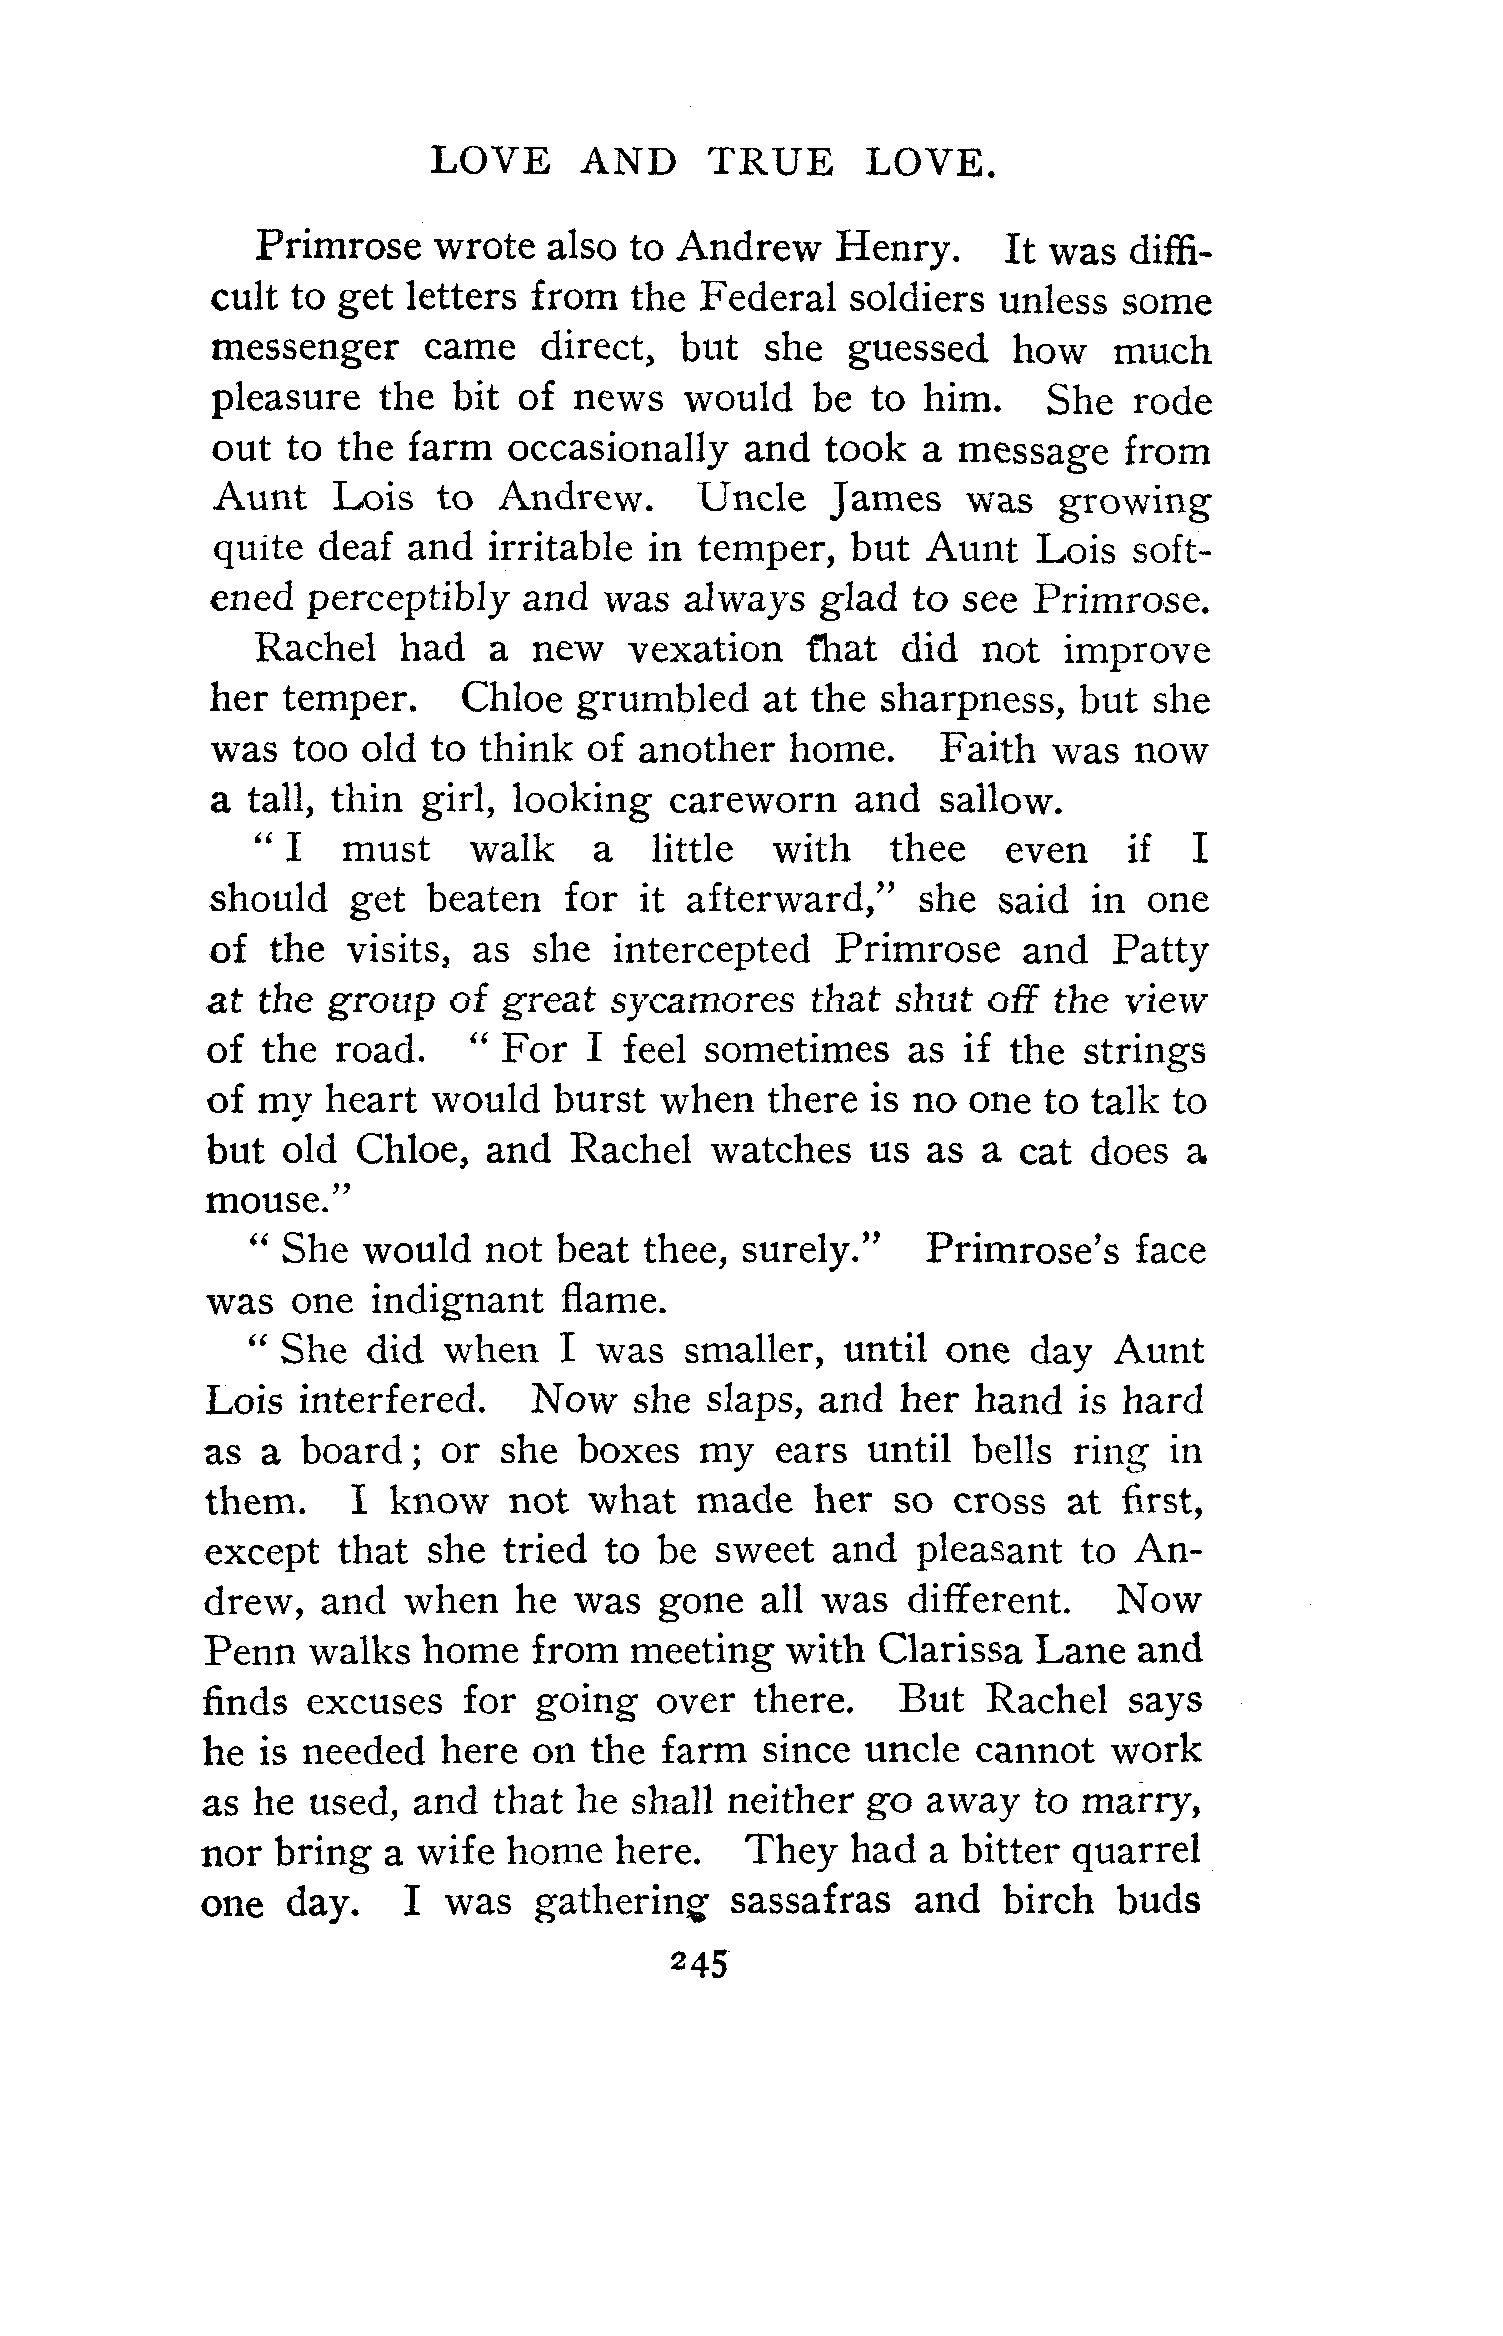 LOVE AND TRUE LOVE.
Primrose wrote also to Andrew Henry. It was diffi-
cult to get letters from the Federal soldiers unless some
messenger came direct, but she guessed how much
pleasure the bit of news would be to him. She rode
out to the farm occasionally and took a message from
Aunt Lois to Andrew. Uncle James was growing
quite deaf and irritable in temper, but Aunt Lois soft-
ened perceptibly and was always glad to see Primrose.
Rachel had a new vexation that did not improve
her temper. Chloe grumbled at the sharpness, but she
was too old to think of another home. Faith was now
a tall, thin girl, looking careworn and sallow.
“ I must walk a little with thee even if I
should get beaten for it afterward,” she said in one
of the visits, as she intercepted Primrose and Patty
at the group of great sycamores that shut off the view
of the road. “ For I feel sometimes as if the strings
of my heart would burst when there is no one to talk to
but old Chloe, and Rachel watches us as a cat does a
mouse.”
“ She would not beat thee, surely.” Primrose’s face
was one indignant flame.
“ She did when I was smaller, until one day Aunt
Lois interfered. Now she slaps, and her hand is hard
as a board; or she boxes my ears until bells ring in
them. I know not what made her so cross at first,
except that she tried to be sweet and pleasant to An-
drew, and when he was gone all was different. Now
Penn walks home from meeting with Clarissa Lane and
finds excuses for going over there. But Rachel says
he is needed here on the farm since uncle cannot work
as he used, and that he shall neither go away to marry,
nor bring a wife home here. They had a bitter quarrel
one day. I was gathering sassafras and birch buds
245